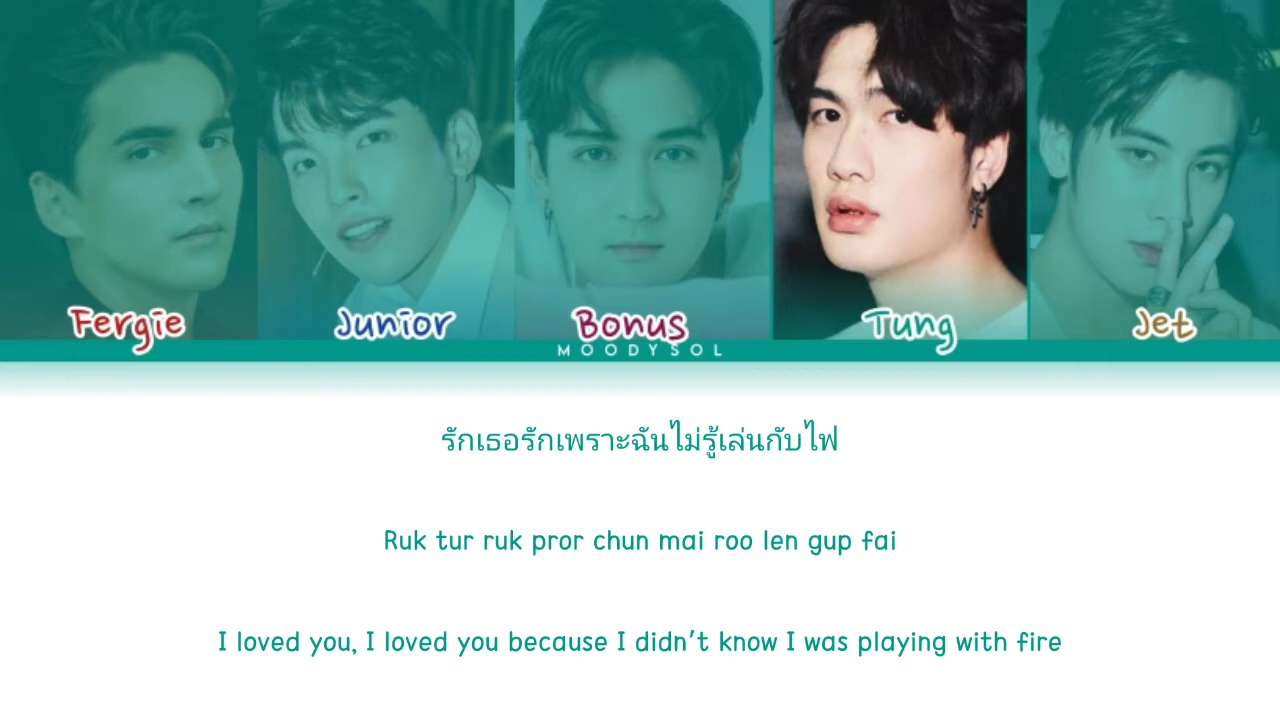 Fergie Junior Bonus Tung Jet
MOODYSOL
รักเธอรักเพราะฉันไม่รู้เล่นกับไฟ
Ruk tur ruk pror chun mai roo len gup fai
I loved you, I loved you because I didn't know I was playing with fire